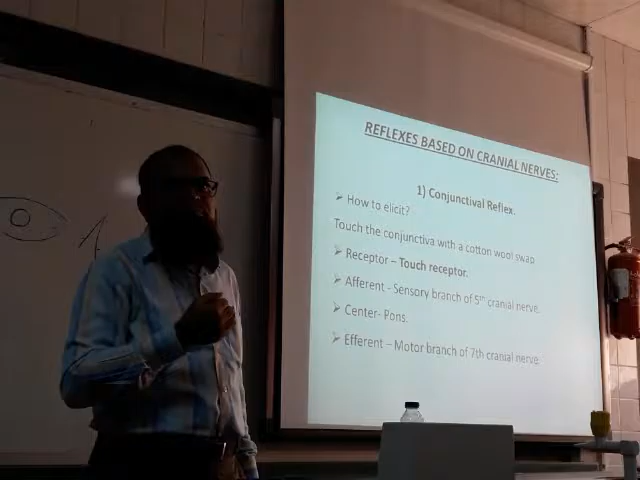 REFLEXES BASED ON CRANIAL NERVES:
1) Conjunctival Reflex.
➢ How to elicit?
Touch the conjunctiva with a cotton wool swap
➢ Receptor – Touch receptor.
➢ Afferent - Sensory branch of 5th cranial nerve.
➢ Center- Pons.
➢ Efferent – Motor branch of 7th cranial nerve